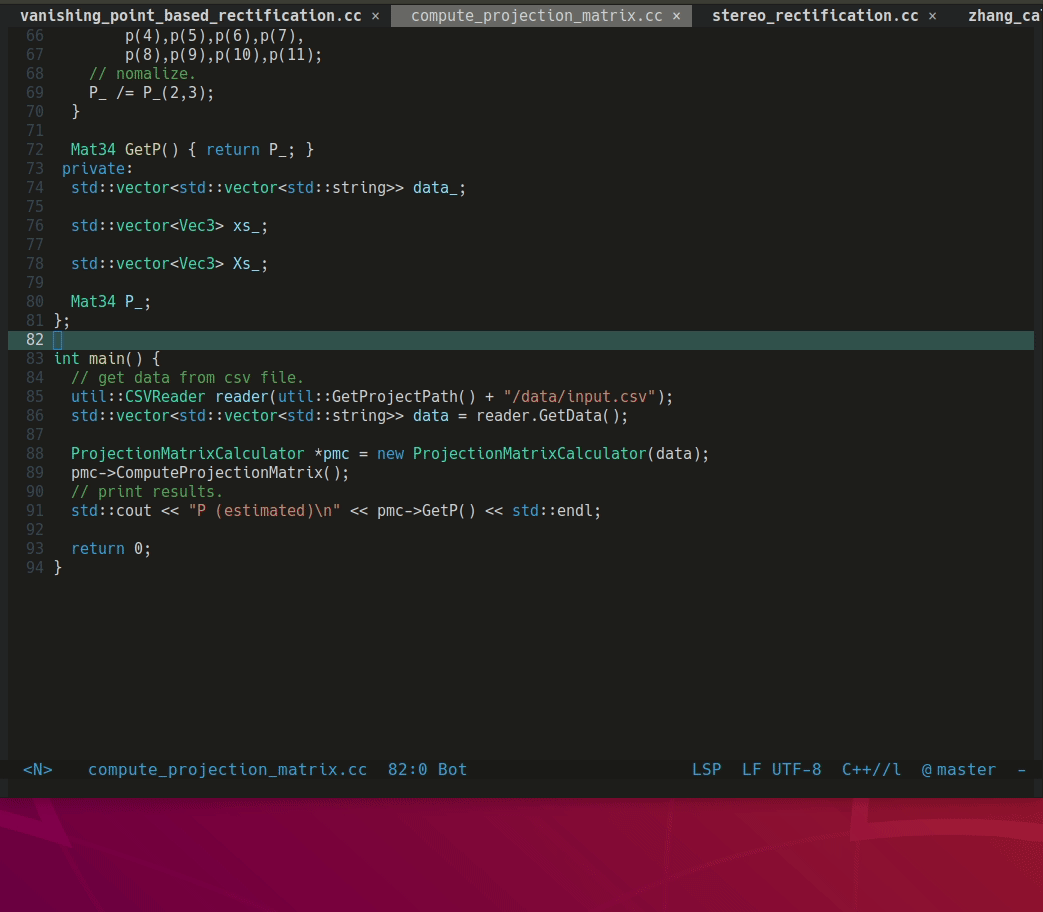 vanishing_point_based_rectification.cc × compute_projection_matrix.cc × stereo_rectification.cc × zhang_ca
66         p(4),p(5),p(6),p(7),
67         p(8),p(9),p(10),p(11);
68     // nomalize.
69     P_ /= P_(2,3);
70   }
71
72   Mat34 GetP() { return P_; }
73  private:
74   std::vector<std::vector<std::string>> data_;
75
76   std::vector<Vec3> xs_;
77
78   std::vector<Vec3> Xs_;
79
80   Mat34 P_;
81 };
82
83 int main() {
84   // get data from csv file.
85   util::CSVReader reader(util::GetProjectPath() + "/data/input.csv");
86   std::vector<std::vector<std::string>> data = reader.GetData();
87
88   ProjectionMatrixCalculator *pmc = new ProjectionMatrixCalculator(data);
89   pmc->ComputeProjectionMatrix();
90   // print results.
91   std::cout << "P (estimated)\n" << pmc->GetP() << std::endl;
92
93   return 0;
94 }
<N> compute_projection_matrix.cc 82:0 Bot LSP LF UTF-8 C++//l @master -